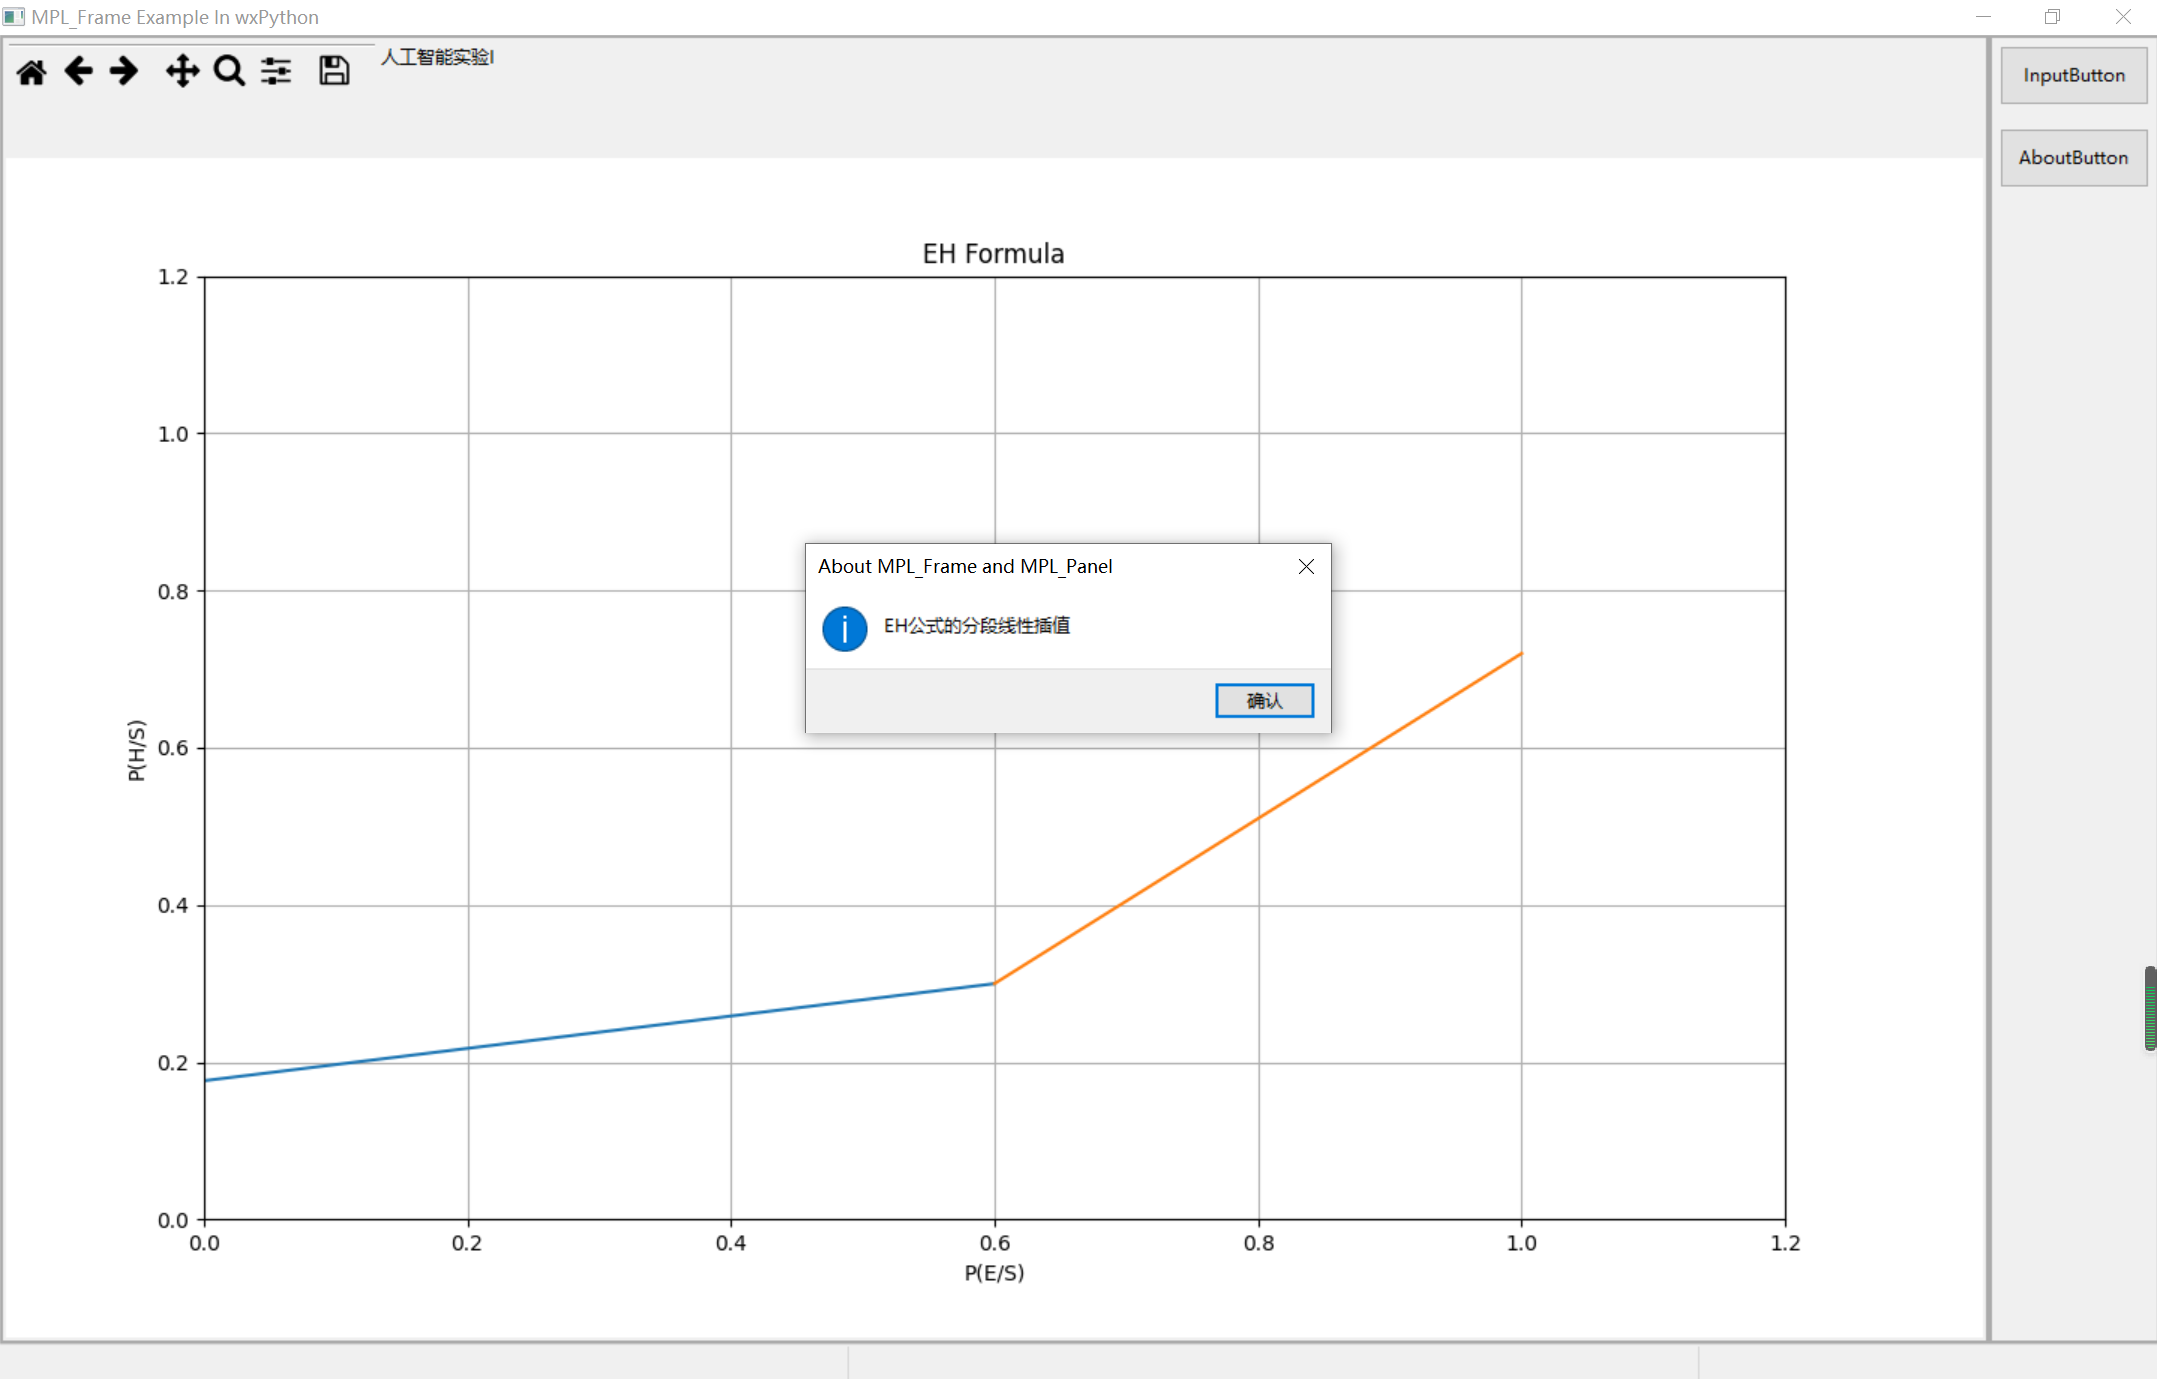 MPL_Frame Example In wxPython
人工智能实验I
InputButton
AboutButton
EH Formula
1.2
1.0
0.8
0.6
0.4
0.2
0.0
P(H/S)
About MPL_Frame and MPL_Panel
EH公式的分段线性插值
确认
0.0
0.2
0.4
0.6
0.8
1.0
1.2
P(E/S)